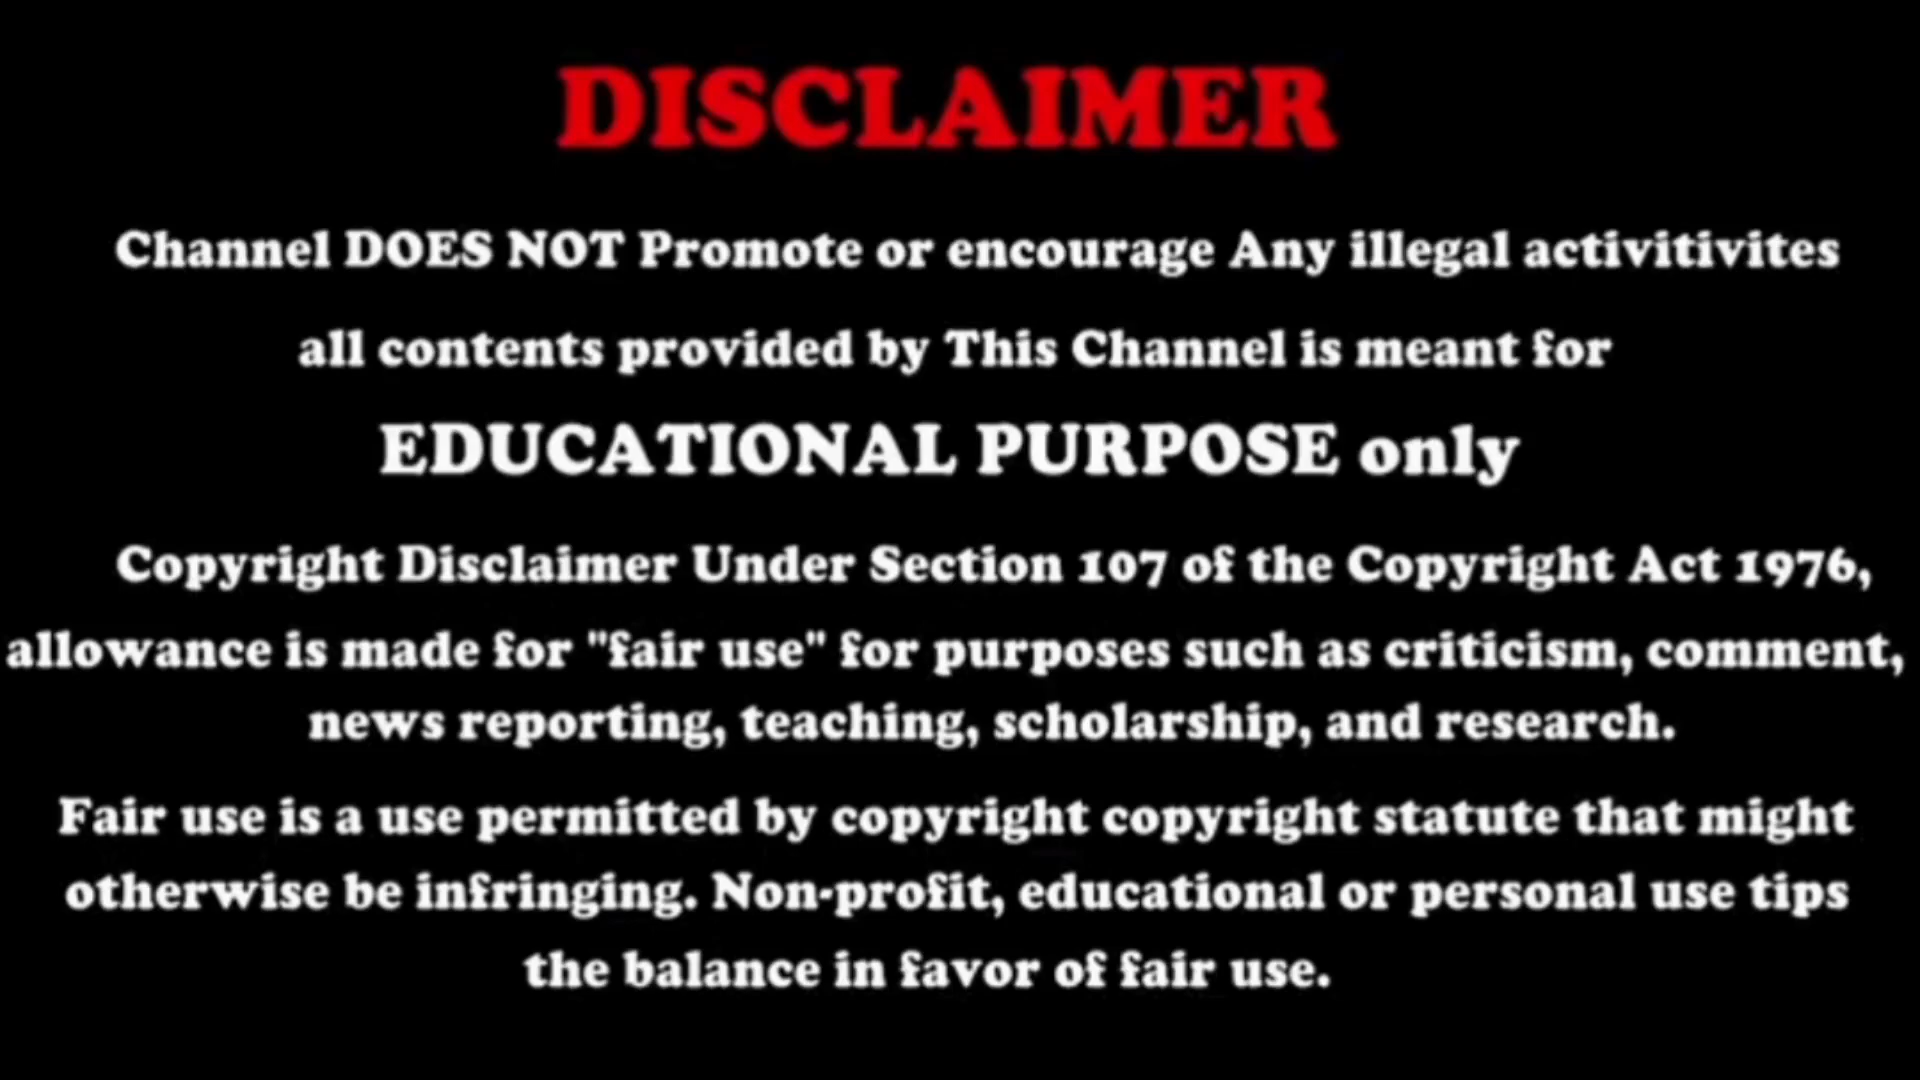 DISCLAIMER
Channel DOES NOT Promote or encourage Any illegal activitivites
all contents provided by This Channel is meant for
EDUCATIONAL PURPOSE only
Copyright Disclaimer Under Section 107 of the Copyright Act 1976,
allowance is made for "fair use" for purposes such as criticism, comment,
news reporting, teaching, scholarship, and research.
Fair use is a use permitted by copyright copyright statute that might
otherwise be infringing. Non-profit, educational or personal use tips
the balance in favor of fair use.